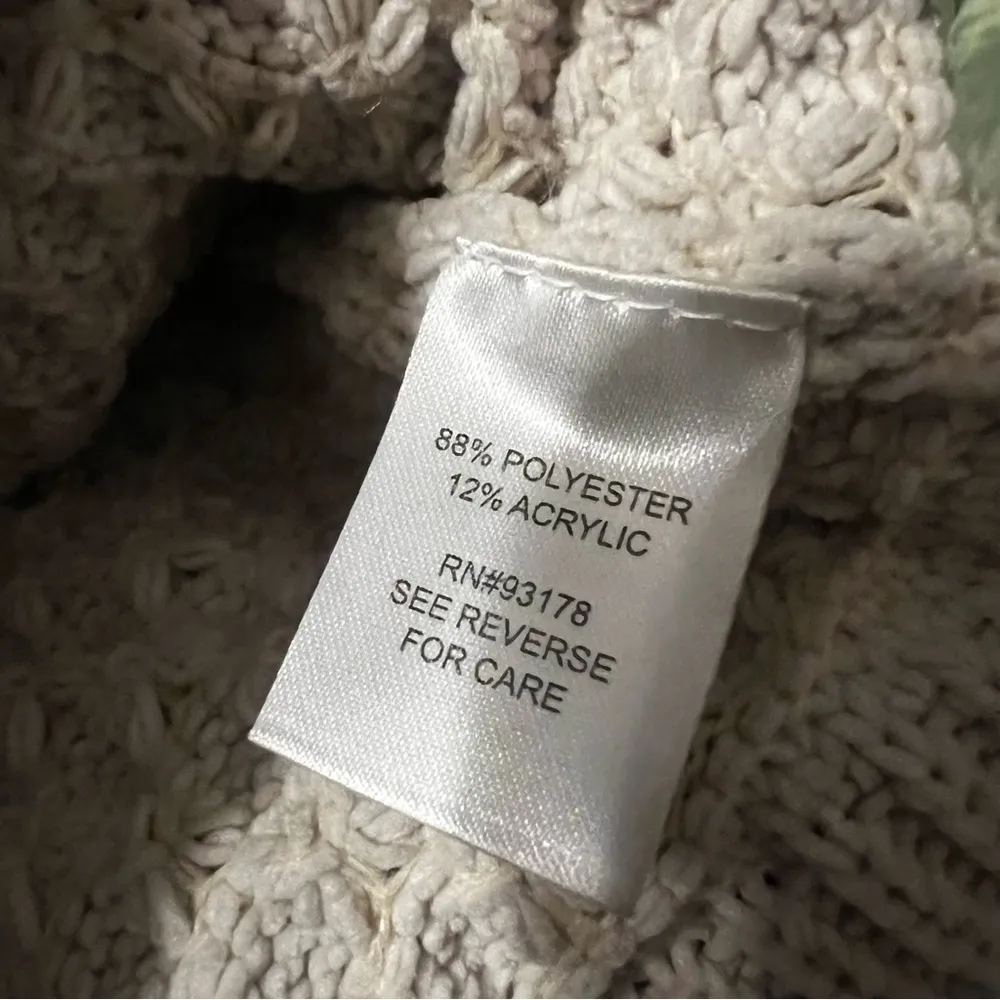 88% POLYESTER
12% ACRYLIC
RN#93178
SEE REVERSE
FOR CARE